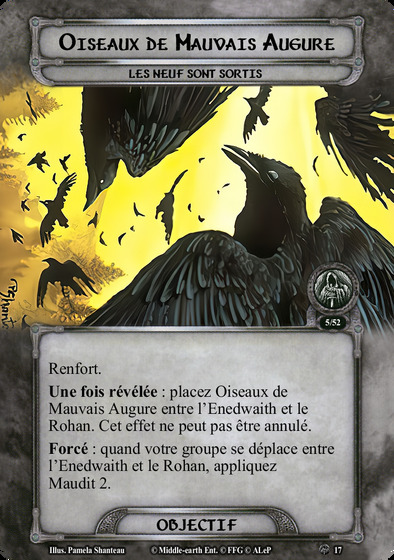 Oiseaux de Mauvais Augure
Les Neuf Sont Sortis
5/52
Renfort.
Une fois révélée : placez Oiseaux de
Mauvais Augure entre l'Enedwaith et le
Rohan. Cet effet ne peut pas être annulé.
Forcé : quand votre groupe se déplace entre
l'Enedwaith et le Rohan, appliquez
Maudit 2.
Objectif
Illus. Pamela Shanteau
© Middle-earth Ent. © FFG © ALeP
17